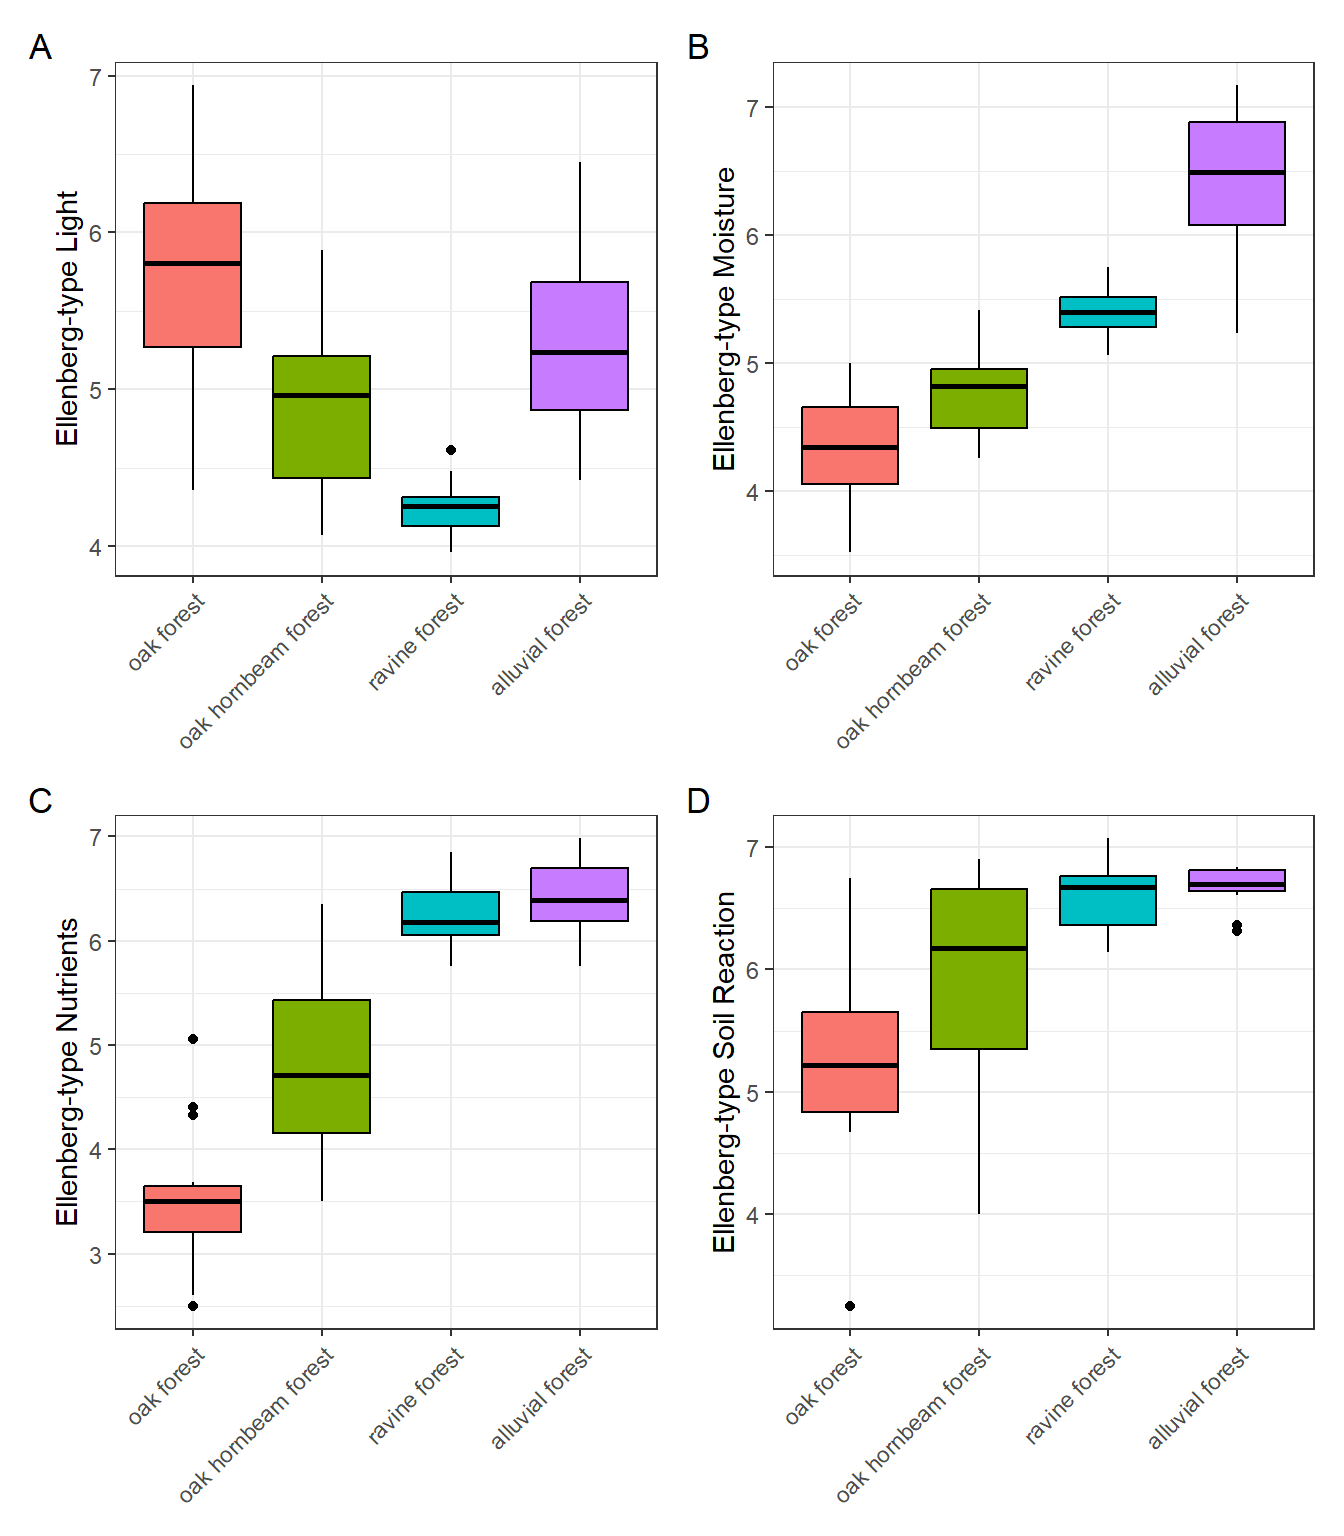 A
Ellenberg-type Light
7
6
5
4
oak forest
oak hornbeam forest
ravine forest
alluvial forest
B
Ellenberg-type Moisture
7
6
5
4
oak forest
oak hornbeam forest
ravine forest
alluvial forest
C
Ellenberg-type Nutrients
7
6
5
4
3
oak forest
oak hornbeam forest
ravine forest
alluvial forest
D
Ellenberg-type Soil Reaction
7
6
5
4
oak forest
oak hornbeam forest
ravine forest
alluvial forest